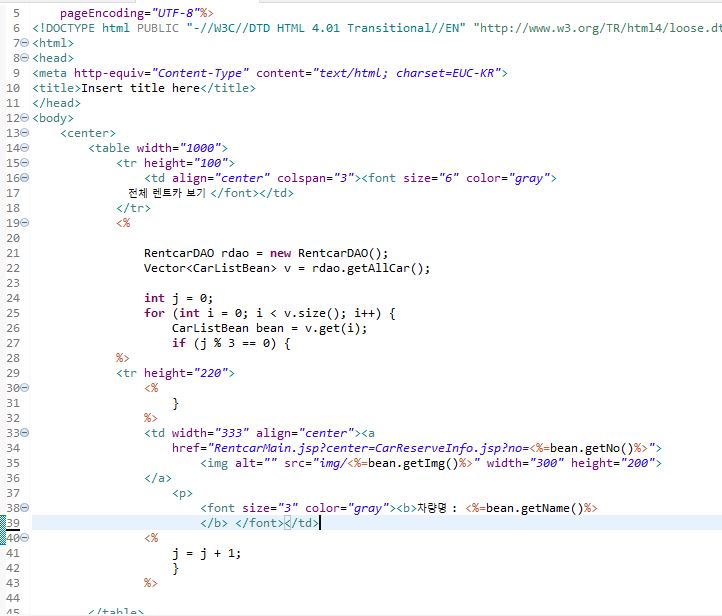 5 pageEncoding="UTF-8"%>
6 <!DOCTYPE html PUBLIC "-//W3C//DTD HTML 4.01 Transitional//EN" "http://www.w3.org/TR/html4/loose.dt
7 <html>
8 <head>
9 <meta http-equiv="Content-Type" content="text/html; charset=EUC-KR">
10 <title>Insert title here</title>
11 </head>
12 <body>
13 <center>
14 <table width="1000">
15 <tr height="100">
16 <td align="center" colspan="3"><font size="6" color="gray">
17 전체 렌트카 보기 </font></td>
18 </tr>
19 <%
20
21 RentcarDAO rdao = new RentcarDAO();
22 Vector<CarListBean> v = rdao.getAllCar();
23
24 int j = 0;
25 for (int i = 0; i < v.size(); i++) {
26 CarListBean bean = v.get(i);
27 if (j % 3 == 0) {
28 %>
29 <tr height="220">
30 <%
31 }
32 %>
33 <td width="333" align="center"><a
34 href="RentcarMain.jsp?center=CarReserveInfo.jsp?no=<%=bean.getNo()%>">
35 <img alt="" src="img/<%=bean.getImg()%>" width="300" height="200">
36 </a>
37 <p>
38 <font size="3" color="gray"><b>차량명 : <%=bean.getName()%>
39 </b> </font></td>
40 <%
41 j = j + 1;
42 }
43 %>
44
45 </table>